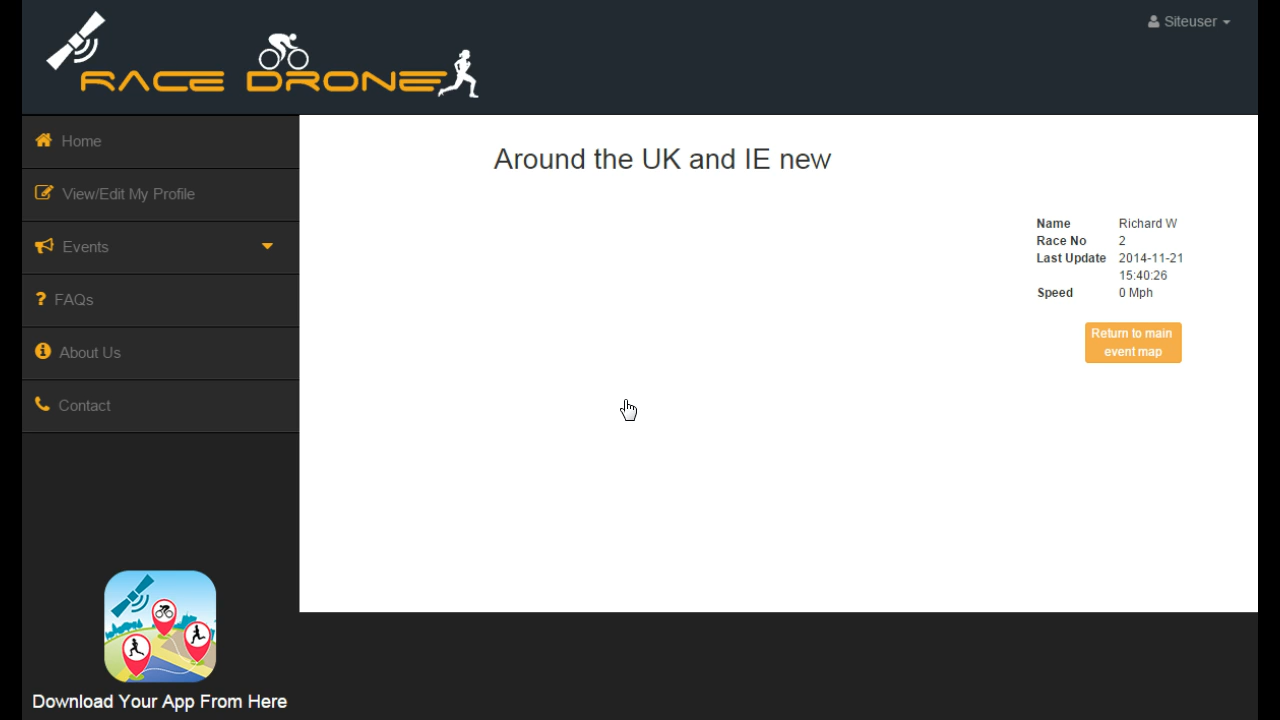 RACE DRONE
Siteuser
Home
View/Edit My Profile
Events
FAQs
About Us
Contact
Download Your App From Here
Around the UK and IE new
Name Richard W
Race No 2
Last Update 2014-11-21
15:40:26
Speed 0 Mph
Return to main
event map